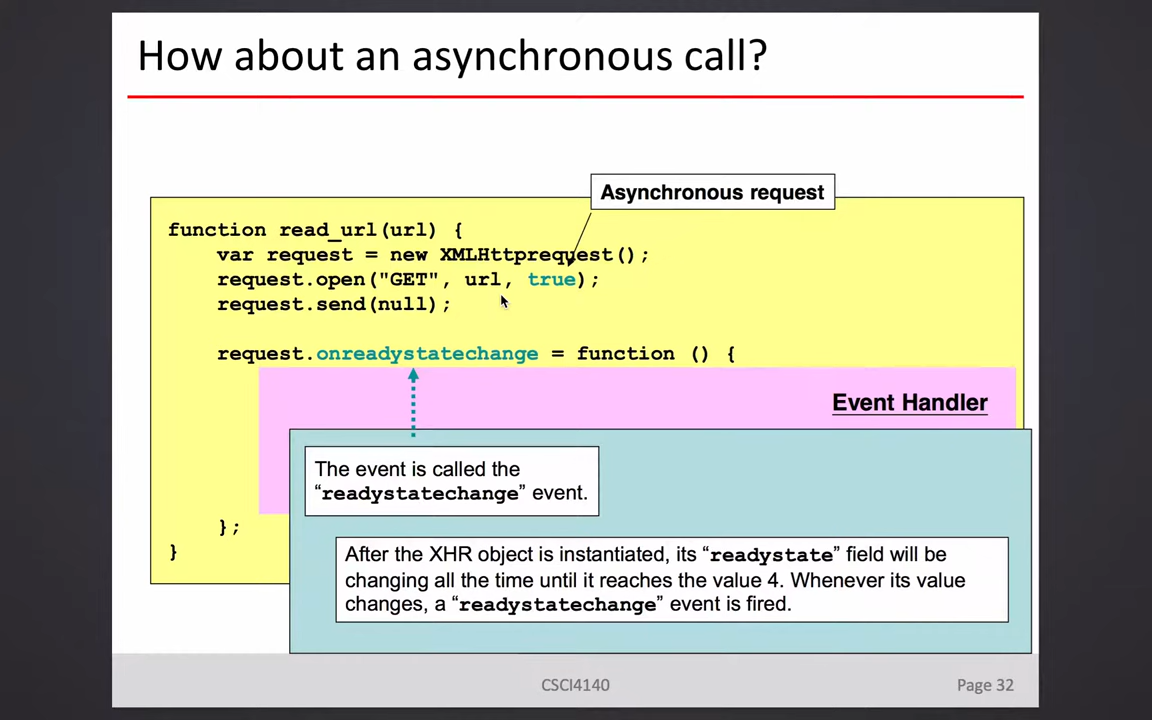 How about an asynchronous call?
Asynchronous request
function read_url(url) {
var request = new XMLHttprequest();
request.open("GET", url, true);
request.send(null);
request.onreadystatechange = function () {
Event Handler
The event is called the
“readystatechange” event.
After the XHR object is instantiated, its “readystate” field will be
changing all the time until it reaches the value 4. Whenever its value
changes, a “readystatechange” event is fired.
};
}
CSCI4140
Page 32